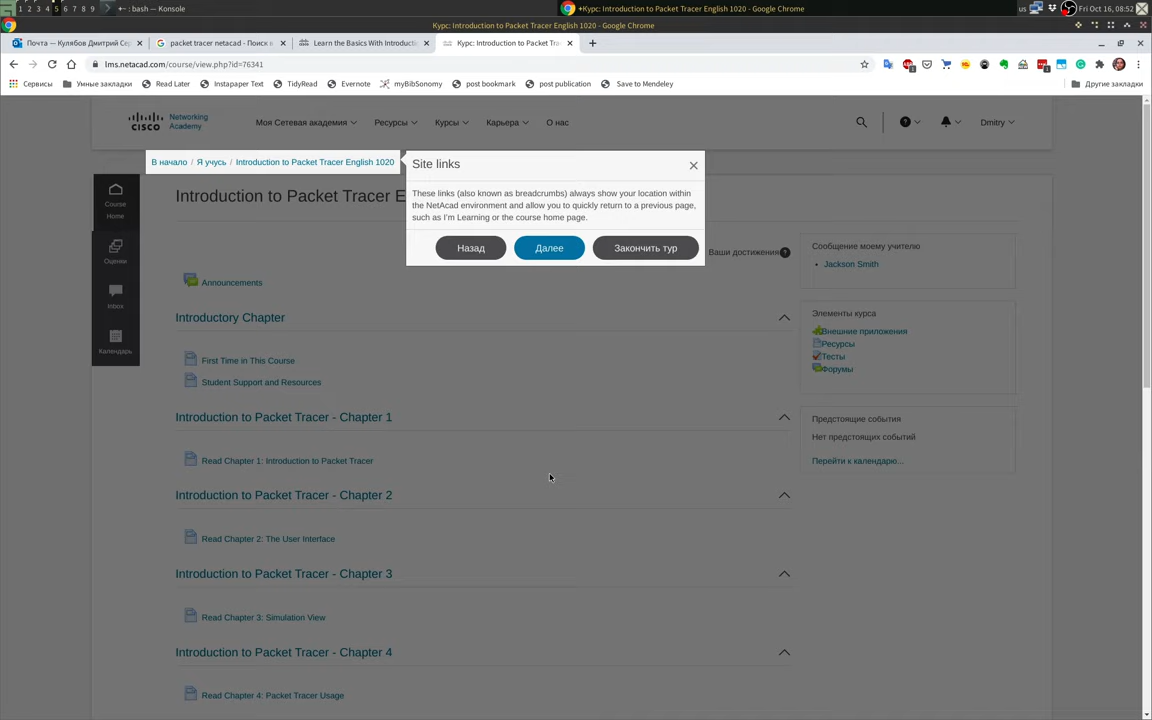 1 2 3 4 5 6 7 8 9 +- : bash — Konsole +Курс: Introduction to Packet Tracer English 1020 - Google Chrome us Fri Oct 16, 08:52
Курс: Introduction to Packet Tracer English 1020 - Google Chrome
Почта — Кулябов Дмитрий Сер packet tracer netacad - Поиск в Learn the Basics With Introducti Курс: Introduction to Packet Tra
lms.netacad.com/course/view.php?id=76341
Сервисы Умные закладки Read Later Instapaper Text TidyRead Evernote myBibSonomy post bookmark post publication Save to Mendeley Другие закладки
CISCO Networking Academy Моя Сетевая академия Ресурсы Курсы Карьера О нас Dmitry
В начало / Я учусь / Introduction to Packet Tracer English 1020
Site links
These links (also known as breadcrumbs) always show your location within
the NetAcad environment and allow you to quickly return to a previous page,
such as I'm Learning or the course home page.
Назад Далее Закончить тур
Course Home
Оценки
Inbox
Календарь
Introduction to Packet Tracer E
Ваши достижения
Announcements
Introductory Chapter
First Time in This Course
Student Support and Resources
Introduction to Packet Tracer - Chapter 1
Read Chapter 1: Introduction to Packet Tracer
Introduction to Packet Tracer - Chapter 2
Read Chapter 2: The User Interface
Introduction to Packet Tracer - Chapter 3
Read Chapter 3: Simulation View
Introduction to Packet Tracer - Chapter 4
Read Chapter 4: Packet Tracer Usage
Сообщение моему учителю
Jackson Smith
Элементы курса
Внешние приложения
Ресурсы
Тесты
Форумы
Предстоящие события
Нет предстоящих событий
Перейти к календарю...